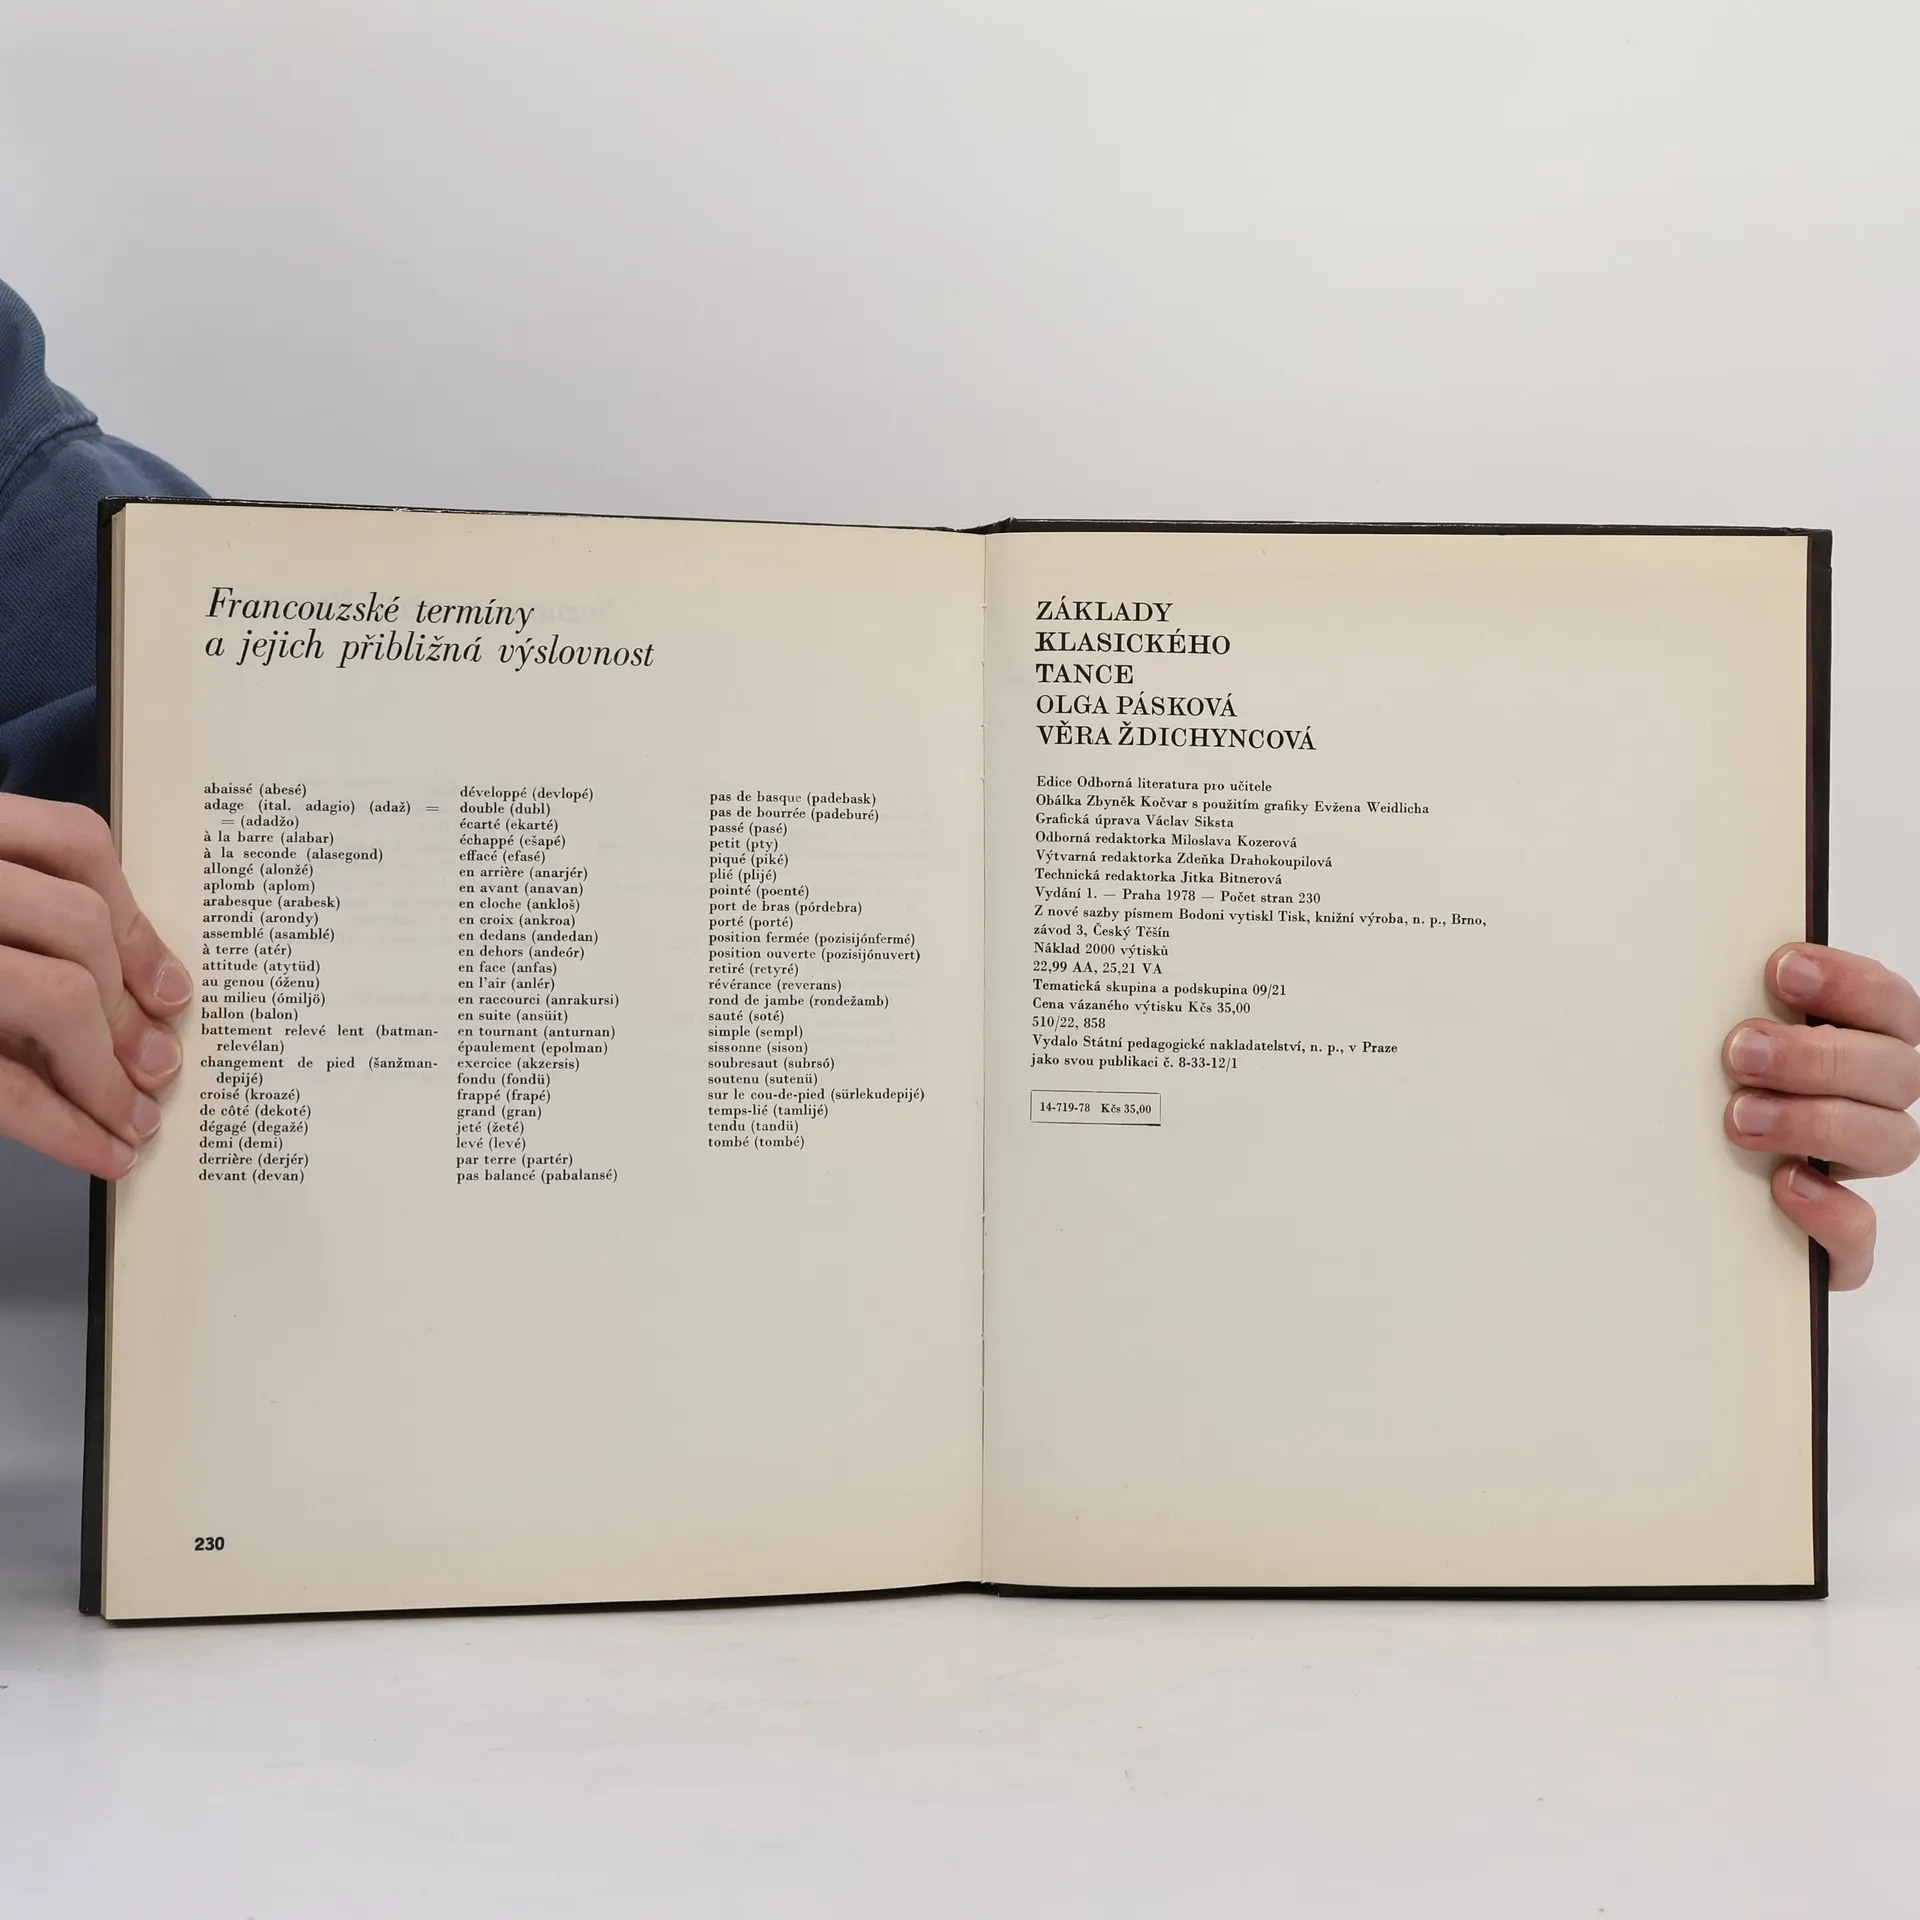 Francouzské termíny
a jejich přibližná výslovnost
abaissé (abesé)
adage (ital. adagio) (adaž) =
= (adadžo)
à la barre (alabar)
à la seconde (alasegond)
allongé (alonžé)
aplomb (aplom)
arabesque (arabesk)
arrondi (arondy)
assemblé (asamblé)
à terre (atér)
attitude (atytüd)
au genou (óženu)
au milieu (ómiljö)
ballon (balon)
battement relevé lent (batman-
relevélan)
changement de pied (šanžman-
depijé)
croisé (kroazé)
de côté (dekoté)
dégagé (degažé)
demi (demi)
derrière (derjér)
devant (devan)
développé (devlopé)
double (dubl)
écarté (ekarté)
échappé (ešapé)
effacé (efasé)
en arrière (anarjér)
en avant (anavan)
en cloche (ankloš)
en croix (ankroa)
en dedans (andedan)
en dehors (andeór)
en face (anfas)
en l'air (anlér)
en raccourci (anrakursi)
en suite (ansüit)
en tournant (anturnan)
épaulement (epolman)
exercice (akzersis)
fondu (fondü)
frappé (frapé)
grand (gran)
jeté (žeté)
levé (levé)
par terre (partér)
pas balancé (pabalansé)
pas de basque (padebask)
pas de bourrée (padeburé)
passé (pasé)
petit (pty)
piqué (piké)
plié (plijé)
pointé (poenté)
port de bras (pórdebra)
porté (porté)
position fermée (pozisijónfermé)
position ouverte (pozisijónuvert)
retiré (retyré)
révérance (reverans)
rond de jambe (rondežamb)
sauté (soté)
simple (sempl)
sissonne (sison)
soubresaut (subrsó)
soutenu (sutenü)
sur le cou-de-pied (sürlekudepijé)
temps-lié (tamlijé)
tendu (tandü)
tombé (tombé)
230
ZÁKLADY
KLASICKÉHO
TANCE
OLGA PÁSKOVÁ
VĚRA ŽDICHYNCOVÁ
Edice Odborná literatura pro učitele
Obálka Zbyněk Kočvar s použitím grafiky Evžena Weidlicha
Grafická úprava Václav Siksta
Odborná redaktorka Miloslava Kozerová
Výtvarná redaktorka Zdeňka Drahokoupilová
Technická redaktorka Jitka Bitnerová
Vydání 1. — Praha 1978 — Počet stran 230
Z nové sazby písmem Bodoni vytiskl Tisk, knižní výroba, n. p., Brno,
závod 3, Český Těšín
Náklad 2000 výtisků
22,99 AA, 25,21 VA
Tematická skupina a podskupina 09/21
Cena vázaného výtisku Kčs 35,00
510/22, 858
Vydalo Státní pedagogické nakladatelství, n. p., v Praze
jako svou publikaci č. 8-33-12/1
14-719-78 Kčs 35,00